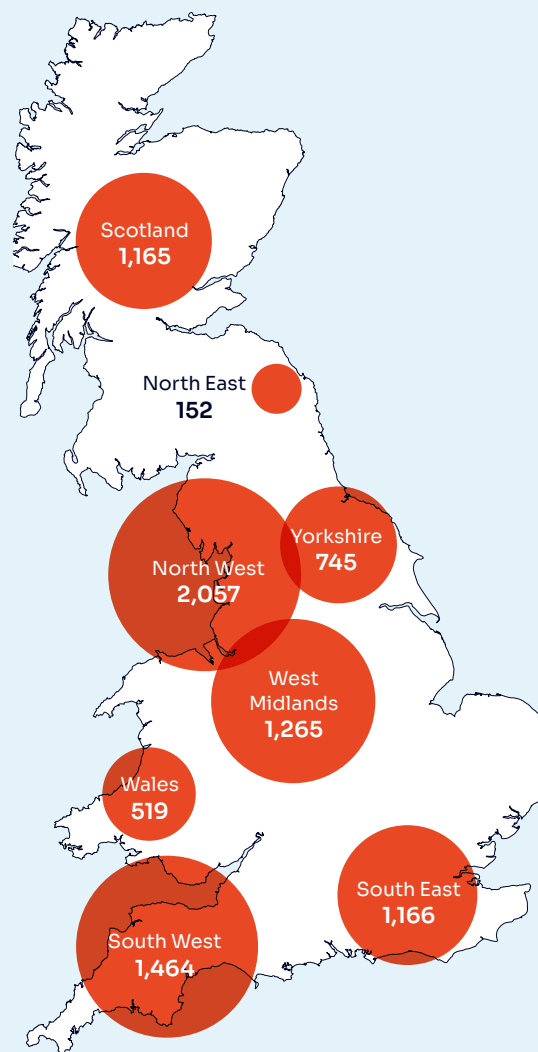 Scotland
1,165
North East
152
Yorkshire
745
North West
2,057
West
Midlands
1,265
Wales
519
South East
1,166
South West
1,464